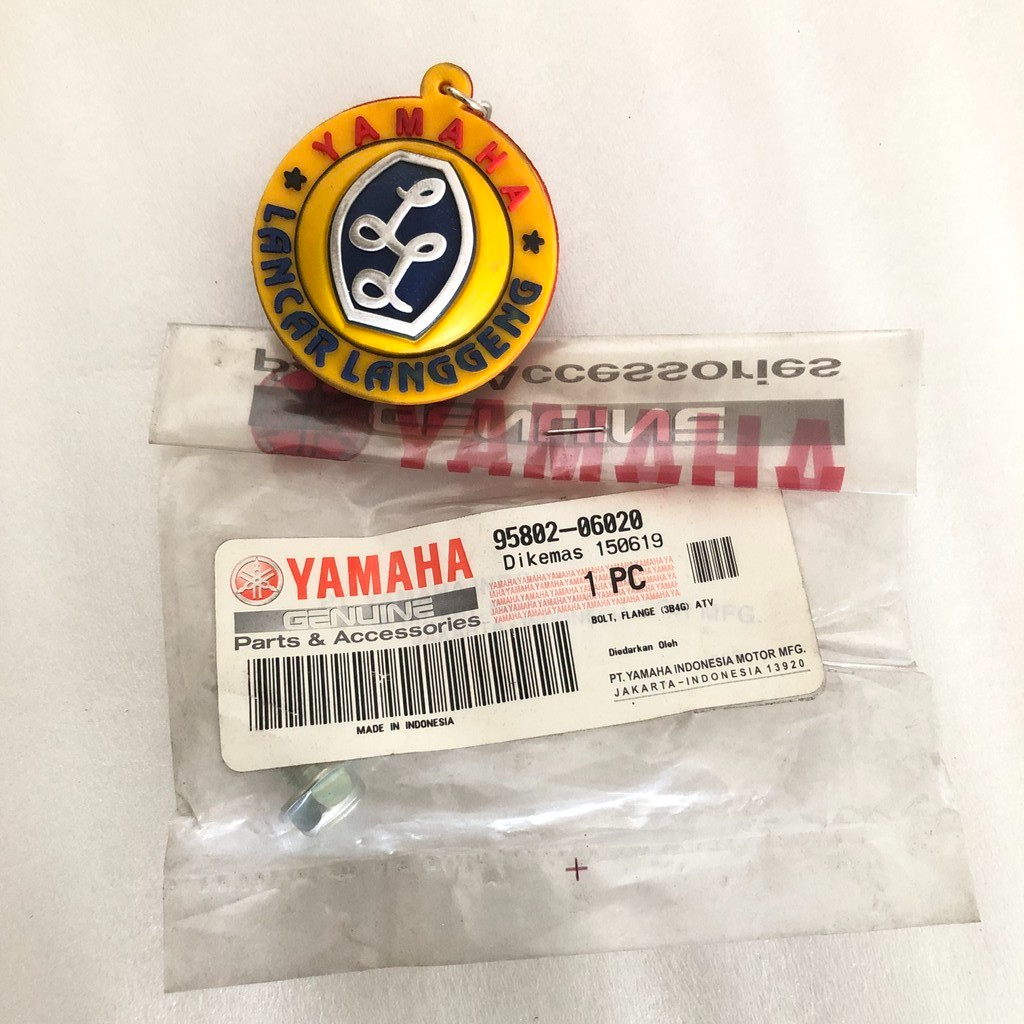 YAMAHA
LANCAR LANGGENG
Accessories
GENUINE
YAMAHA
95802-06020
Dikemas 150619
1 PC
YAMAHA
GENUINE
Parts & Accessories
BOLT, FLANGE (3B4G) ATV
Diedarkan Oleh
PT. YAMAHA INDONESIA MOTOR MFG.
JAKARTA-INDONESIA 13920
MADE IN INDONESIA